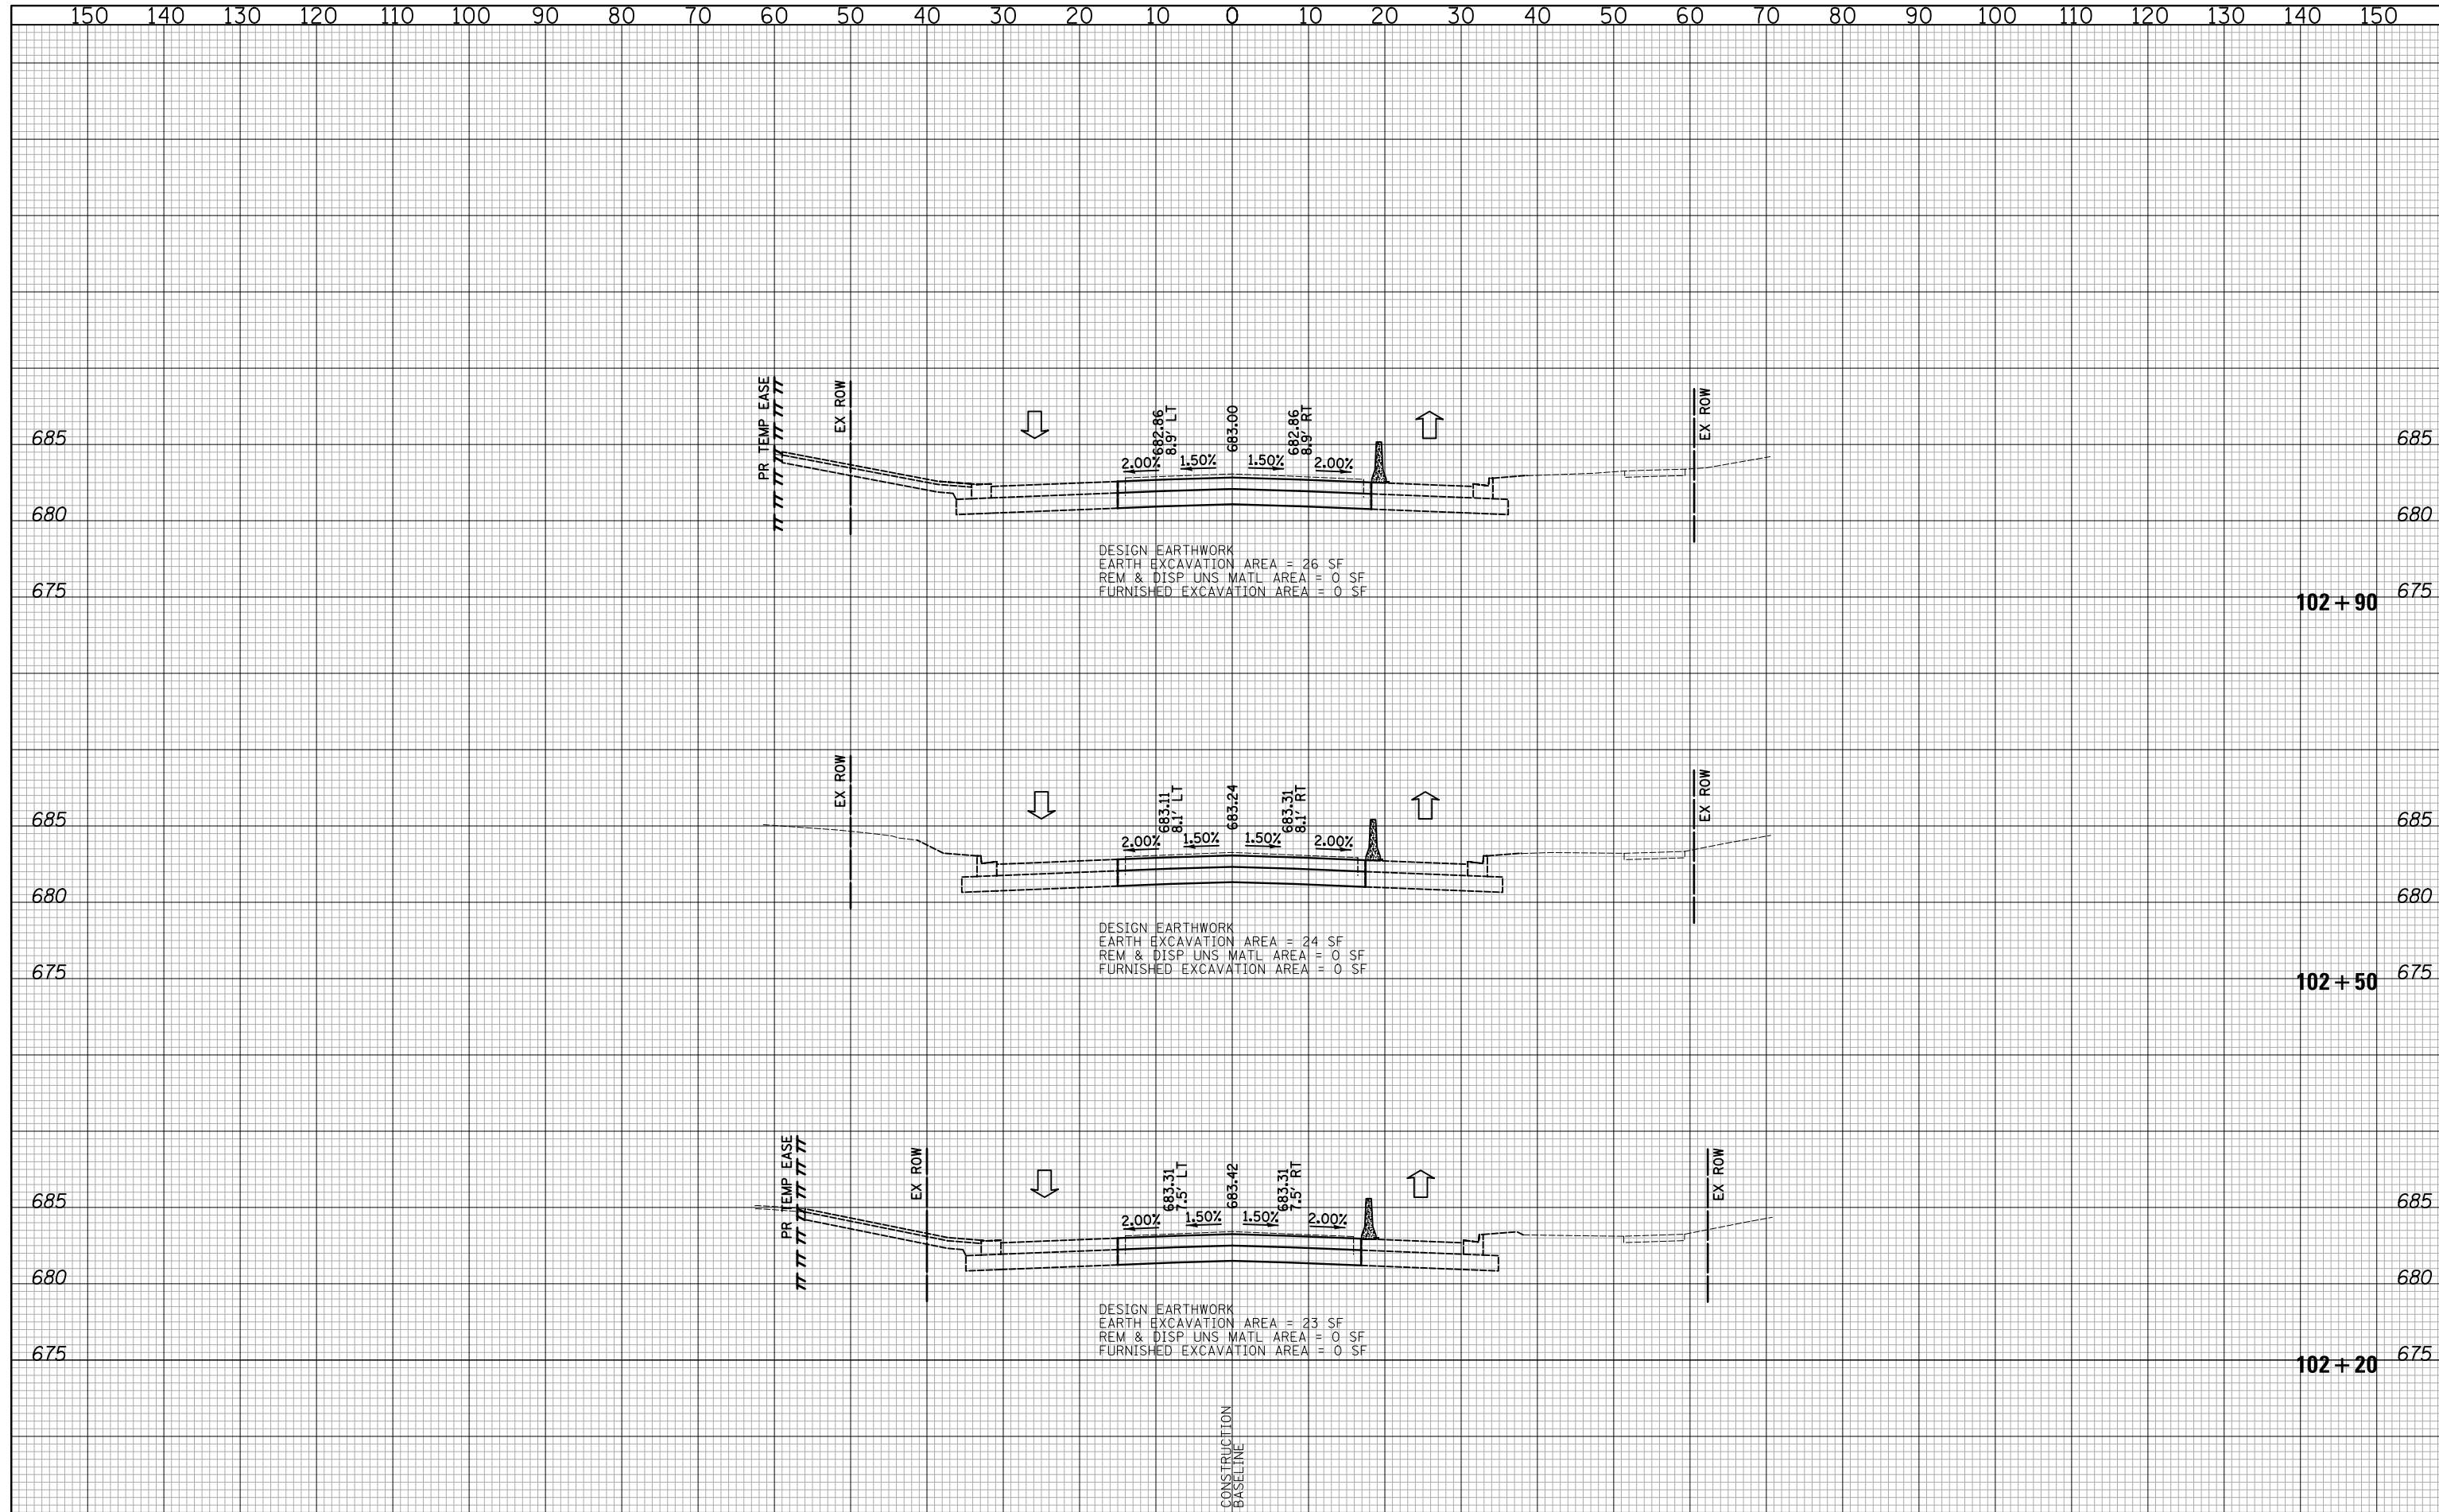 150 140 130 120 110 100 90 80 70 60 50 40 30 20 10 0 10 20 30 40 50 60 70 80 90 100 110 120 130 140 150
PR TEMP EASE
EX ROW
682.86
8.9' LT
683.00
682.86
8.9' RT
EX ROW
685 685
2.00% 1.50% 1.50% 2.00%
680 680
DESIGN EARTHWORK
EARTH EXCAVATION AREA = 26 SF
REM & DISP UNS MATL AREA = 0 SF
FURNISHED EXCAVATION AREA = 0 SF
675 675
102+90
EX ROW
683.11
8.1' LT
683.24
683.31
8.1' RT
EX ROW
685 685
2.00% 1.50% 1.50% 2.00%
680 680
DESIGN EARTHWORK
EARTH EXCAVATION AREA = 24 SF
REM & DISP UNS MATL AREA = 0 SF
FURNISHED EXCAVATION AREA = 0 SF
675 675
102+50
PR TEMP EASE
EX ROW
683.31
7.5' LT
683.42
683.31
7.5' RT
EX ROW
685 685
2.00% 1.50% 1.50% 2.00%
680 680
DESIGN EARTHWORK
EARTH EXCAVATION AREA = 23 SF
REM & DISP UNS MATL AREA = 0 SF
FURNISHED EXCAVATION AREA = 0 SF
675 675
102+20
CONSTRUCTION
BASELINE